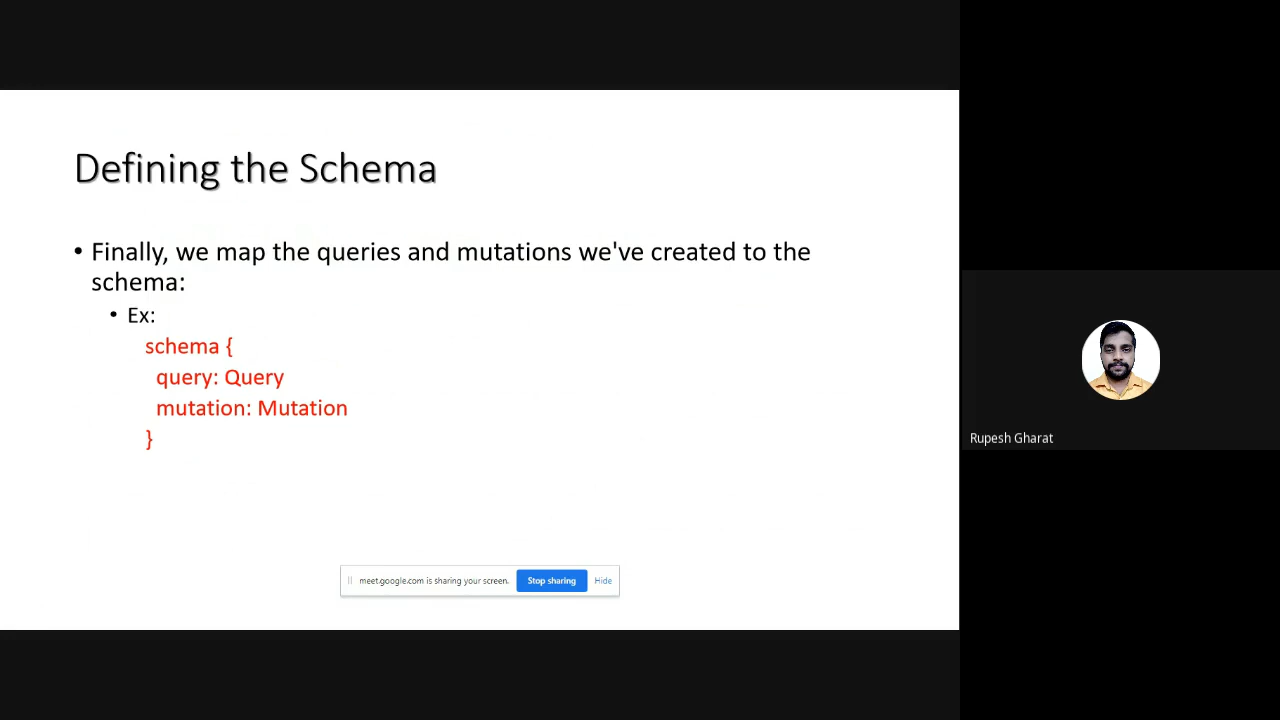 Defining the Schema
• Finally, we map the queries and mutations we've created to the
schema:
• Ex:
schema {
query: Query
mutation: Mutation
}
meet.google.com is sharing your screen. Stop sharing Hide
Rupesh Gharat